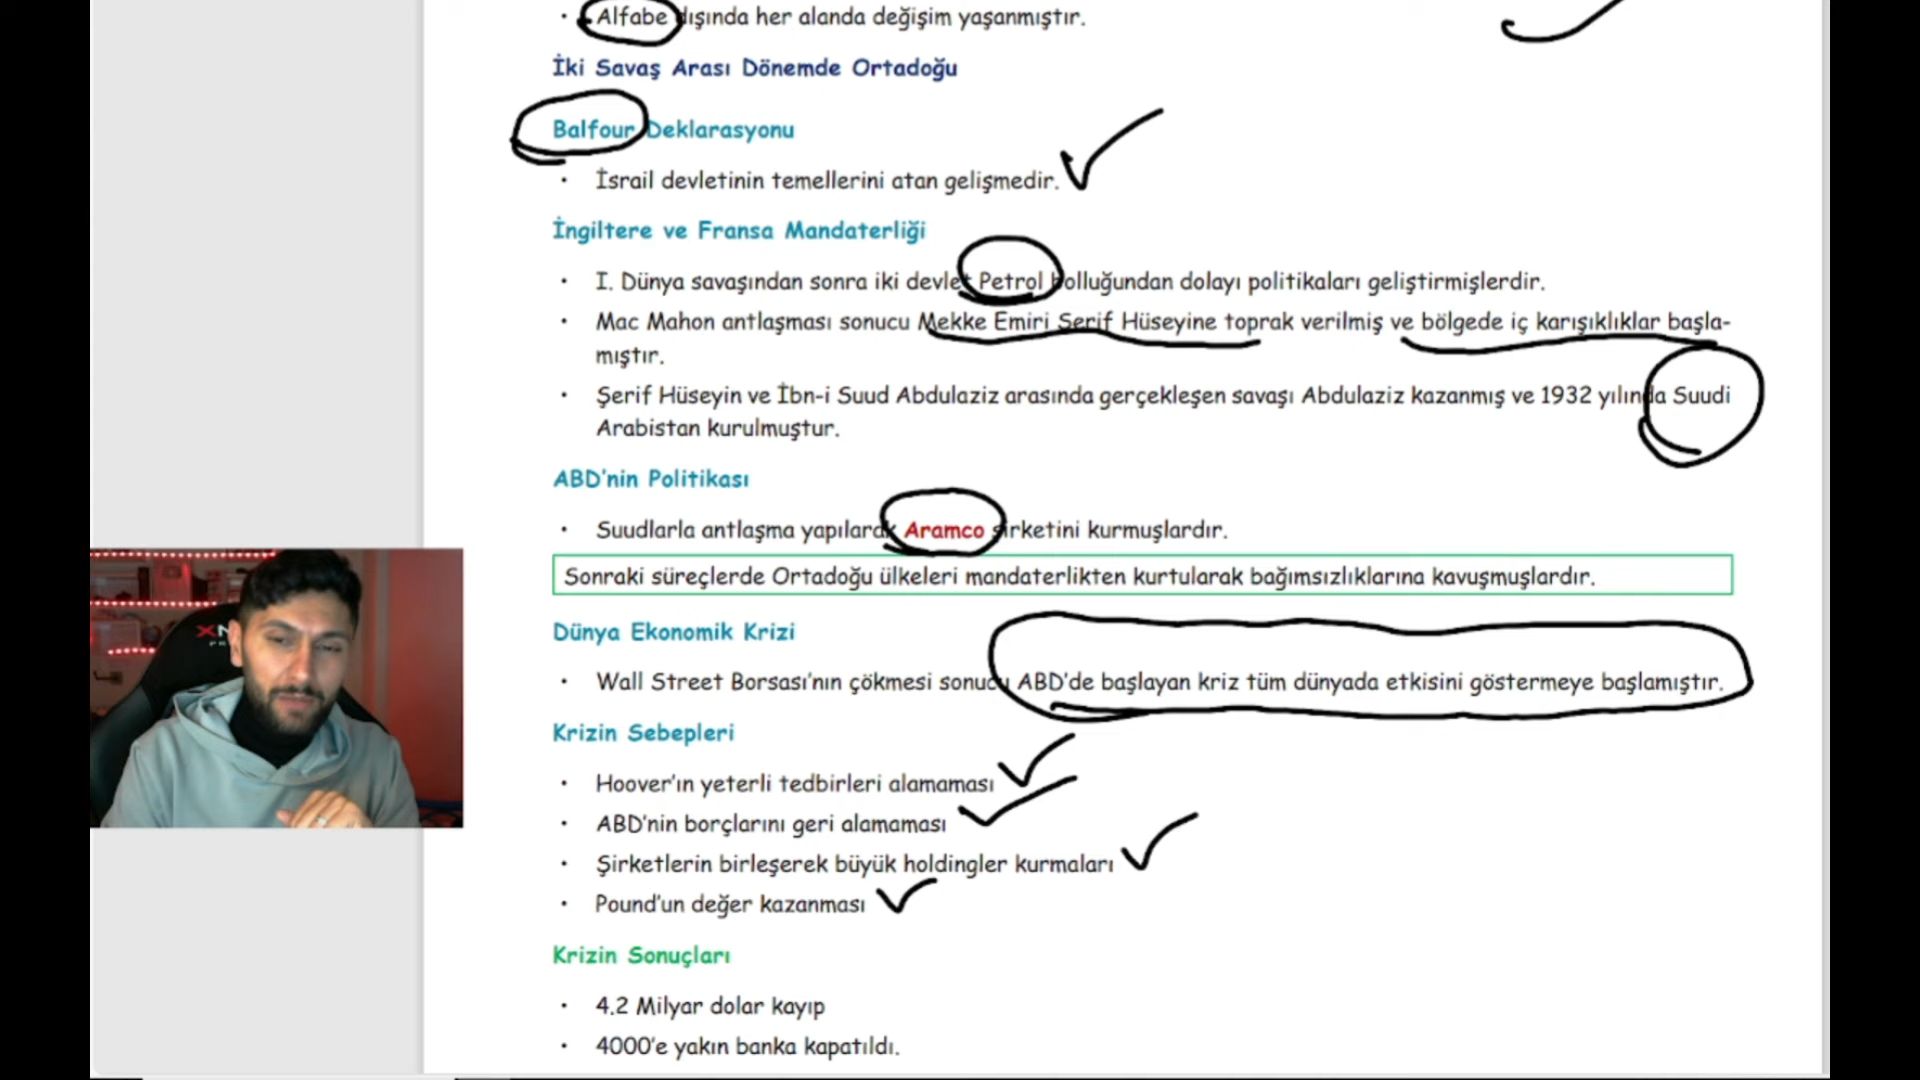 • Alfabe dışında her alanda değişim yaşanmıştır.
İki Savaş Arası Dönemde Ortadoğu
Balfour Deklarasyonu
• İsrail devletinin temellerini atan gelişmedir.
İngiltere ve Fransa Mandaterliği
• I. Dünya savaşından sonra iki devlet Petrol bolluğundan dolayı politikaları geliştirmişlerdir.
• Mac Mahon antlaşması sonucu Mekke Emiri Şerif Hüseyine toprak verilmiş ve bölgede iç karışıklıklar başla-
mıştır.
• Şerif Hüseyin ve İbn-i Suud Abdulaziz arasında gerçekleşen savaşı Abdulaziz kazanmış ve 1932 yılında Suudi
Arabistan kurulmuştur.
ABD'nin Politikası
• Suudlarla antlaşma yapılarak Aramco şirketini kurmuşlardır.
Sonraki süreçlerde Ortadoğu ülkeleri mandaterlikten kurtularak bağımsızlıklarına kavuşmuşlardır.
Dünya Ekonomik Krizi
• Wall Street Borsası'nın çökmesi sonucu ABD'de başlayan kriz tüm dünyada etkisini göstermeye başlamıştır.
Krizin Sebepleri
• Hoover'ın yeterli tedbirleri alamaması
• ABD'nin borçlarını geri alamaması
• Şirketlerin birleşerek büyük holdingler kurmaları
• Pound'un değer kazanması
Krizin Sonuçları
• 4.2 Milyar dolar kayıp
• 4000'e yakın banka kapatıldı.